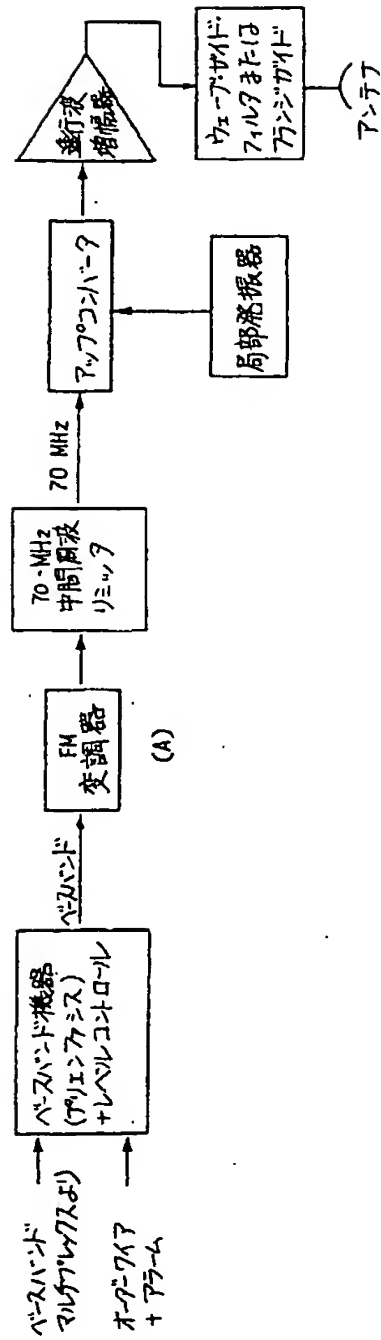 ベースバンド
マルチプレックスより
オーダーワイア
+ アラーム
ベースバンド機器
(プリエンファシス)
+レベルコントロール
ベースバンド
FM
変調器
(A)
70-MHz
中間周波
リミッタ
70 MHz
アップコンバータ
局部発振器
進行波
増幅器
ウェーブ・ガイド・
フィルタまたは
フランジガイド
アンテナ